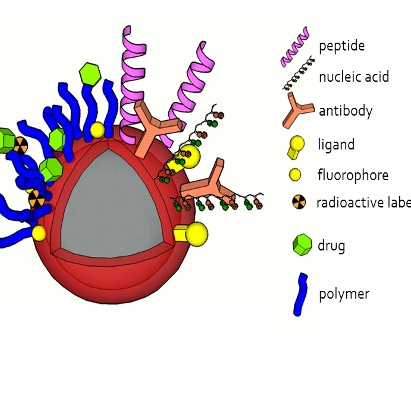 peptide
nucleic acid
antibody
ligand
fluorophore
radioactive labe
drug
polymer